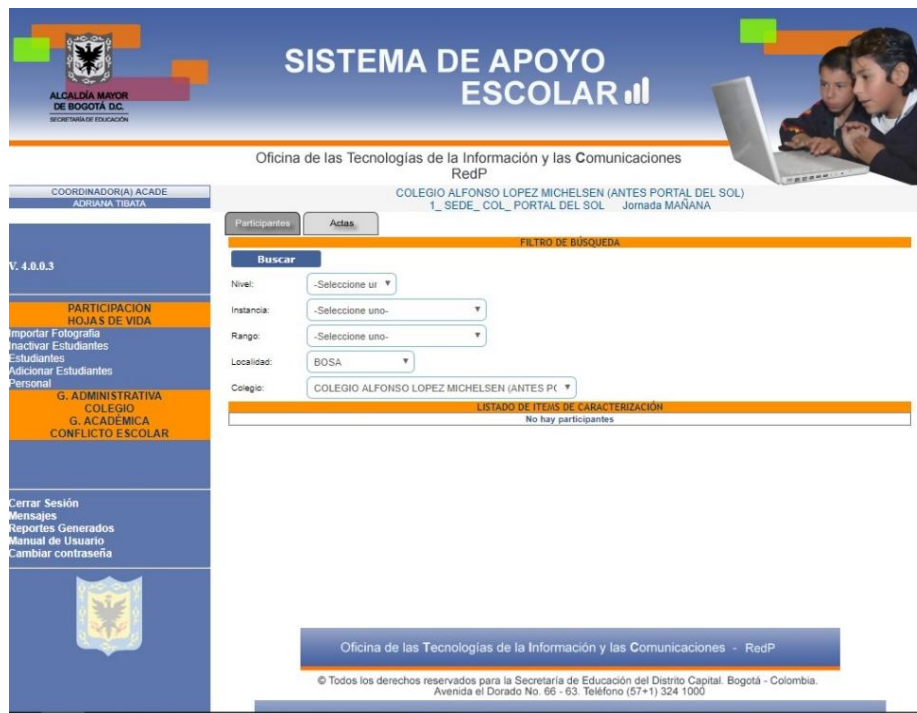 ALCALDÍA MAYOR
DE BOGOTÁ D.C.
SECRETARÍA DE EDUCACIÓN
SISTEMA DE APOYO
ESCOLAR
Oficina de las Tecnologías de la Información y las Comunicaciones
RedP
COORDINADOR(A) ACADE
ADRIANA TIBATA
COLEGIO ALFONSO LOPEZ MICHELSEN (ANTES PORTAL DEL SOL)
1_ SEDE_ COL_ PORTAL DEL SOL Jornada MAÑANA
V. 4.0.0.3
PARTICIPACIÓN
HOJAS DE VIDA
Importar Fotografía
Inactivar Estudiantes
Estudiantes
Adicionar Estudiantes
Personal
G. ADMINISTRATIVA
COLEGIO
G. ACADÉMICA
CONFLICTO ESCOLAR
Cerrar Sesión
Mensajes
Reportes Generados
Manual de Usuario
Cambiar contraseña
Participantes Actas
FILTRO DE BÚSQUEDA
Buscar
Nivel: -Seleccione ur
Instancia: -Seleccione uno-
Rango: -Seleccione uno-
Localidad: BOSA
Colegio: COLEGIO ALFONSO LOPEZ MICHELSEN (ANTES P(
LISTADO DE ITEMS DE CARACTERIZACIÓN
No hay participantes
Oficina de las Tecnologías de la Información y las Comunicaciones - RedP
© Todos los derechos reservados para la Secretaría de Educación del Distrito Capital. Bogotá - Colombia.
Avenida el Dorado No. 66 - 63. Teléfono (57+1) 324 1000